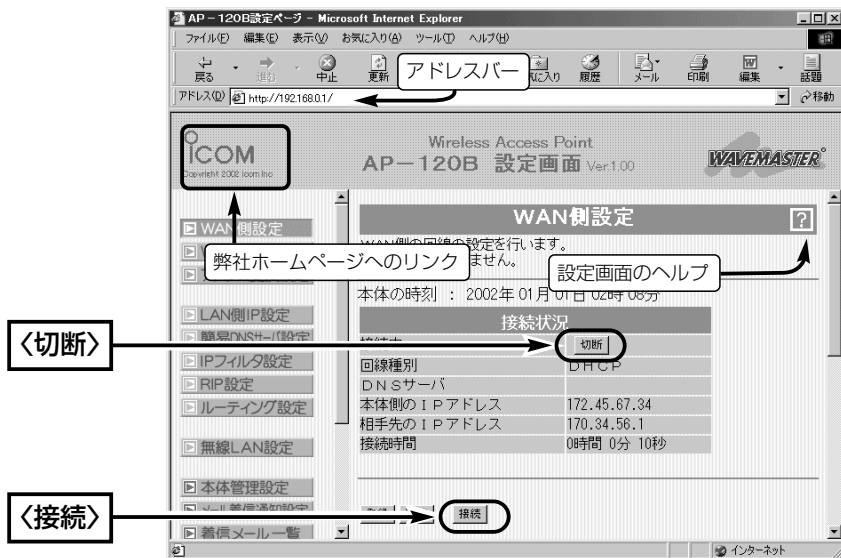 AP－120B設定ページ － Microsoft Internet Explorer
ファイル(F) 編集(E) 表示(V) お気に入り(A) ツール(T) ヘルプ(H)
戻る 進む 中止 更新 履歴 メール 印刷 編集 話題
アドレスバー
アドレス(D) http://192.168.0.1/ 移動
ICOM
Copyright 2002 Icom Inc
Wireless Access Point
AP－120B 設定画面 Ver1.00
WAVEMASTER
WAN側設定
WAN側設定 ?
WAN側の回線の設定を行います。
ません。
弊社ホームページへのリンク
設定画面のヘルプ
本体の時刻 ： 2002年 01月 01日 02時 08分
LAN側IP設定
簡易DNSサーバ設定
IPフィルタ設定
RIP設定
ルーティング設定
無線LAN設定
本体管理設定
メール着信通知設定
着信メール一覧
接続状況
〈切断〉
切断
回線種別 DHCP
DNSサーバ
本体側のIPアドレス 172.45.67.34
相手先のIPアドレス 170.34.56.1
接続時間 0時間 0分 10秒
〈接続〉
接続
インターネット